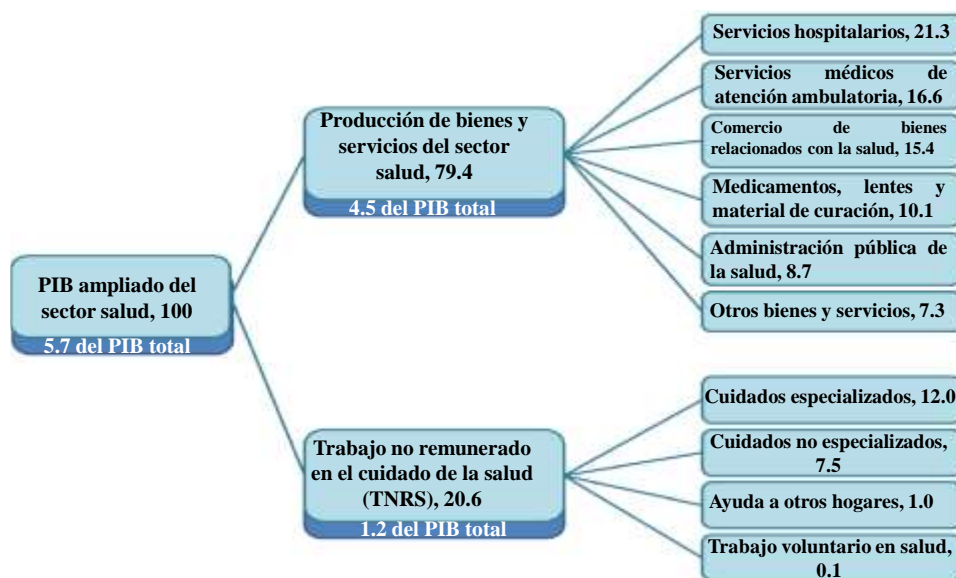 PIB ampliado del
sector salud, 100
5.7 del PIB total
Producción de bienes y
servicios del sector
salud, 79.4
4.5 del PIB total
Servicios hospitalarios, 21.3
Servicios médicos de
atención ambulatoria, 16.6
Comercio de bienes
relacionados con la salud, 15.4
Medicamentos, lentes y
material de curación, 10.1
Administración pública de
la salud, 8.7
Otros bienes y servicios, 7.3
Trabajo no remunerado
en el cuidado de la salud
(TNRS), 20.6
1.2 del PIB total
Cuidados especializados, 12.0
Cuidados no especializados,
7.5
Ayuda a otros hogares, 1.0
Trabajo voluntario en salud,
0.1